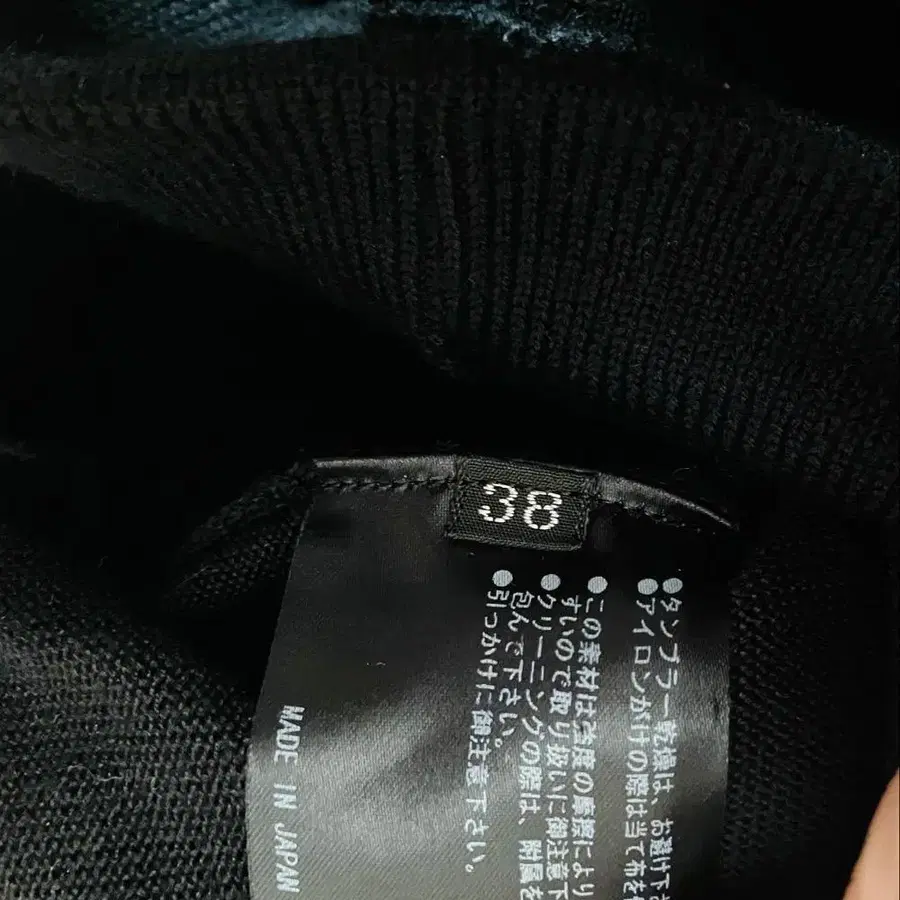 38
●タンブラー乾燥は、お避け下さ
●アイロンがけの際は当て布を
●この素材は強度の摩擦により
すいので取り扱いに御注意下
●クリーニングの際は、附属を
包んで下さい。
●引っかけに御注意下さい。
MADE IN JAPAN